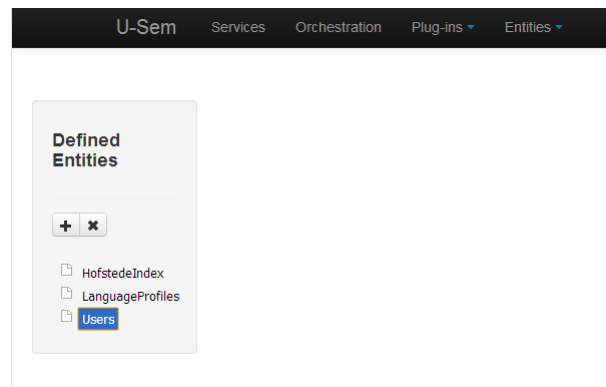 U-Sem Services Orchestration Plug-ins Entities
Defined
Entities
HofstedeIndex
LanguageProfiles
Users